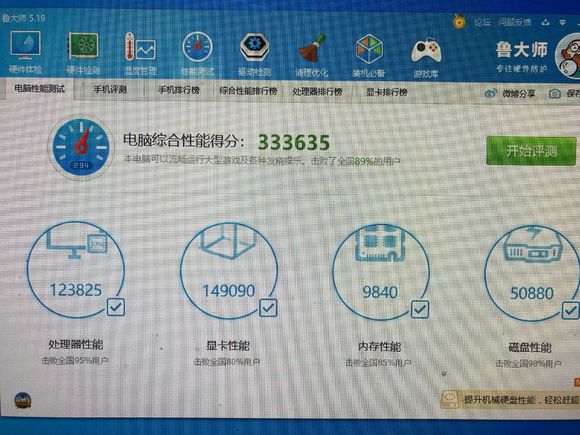 鲁大师 5.19
论坛 问题反馈
硬件体验 硬件检测 温度管理 性能测试 驱动检测 清理优化 装机必备 游戏库
鲁大师
专注硬件防护
电脑性能测试 手机评测 手机排行榜 综合性能排行榜 处理器排行榜 显卡排行榜 微博分享 保存
电脑综合性能得分: 333635
本电脑可以流畅运行大型游戏及各种发烧娱乐。击败了全国89%的用户
开始评测
234
123825
149090
9840
50880
处理器性能
击败全国95%用户
显卡性能
击败全国80%用户
内存性能
击败全国85%用户
磁盘性能
击败全国98%用户
提升机械硬盘性能，轻松赶超